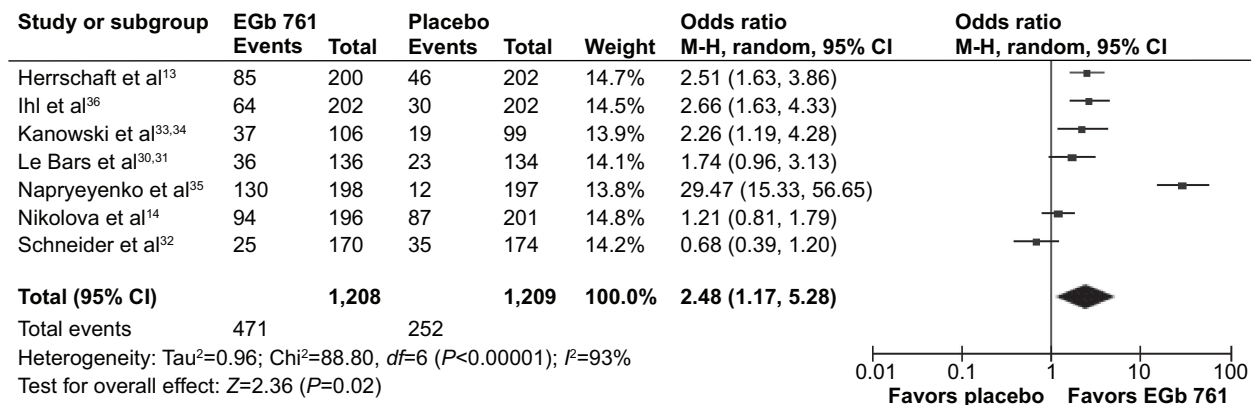 Study or subgroup EGb 761 Placebo Odds ratio Odds ratio
Events Total Events Total Weight M-H, random, 95% CI M-H, random, 95% CI
Herrschaft et al¹³ 85 200 46 202 14.7% 2.51 (1.63, 3.86)
Ihl et al³⁶ 64 202 30 202 14.5% 2.66 (1.63, 4.33)
Kanowski et al³³,³⁴ 37 106 19 99 13.9% 2.26 (1.19, 4.28)
Le Bars et al³⁰,³¹ 36 136 23 134 14.1% 1.74 (0.96, 3.13)
Napryeyenko et al³⁵ 130 198 12 197 13.8% 29.47 (15.33, 56.65)
Nikolova et al¹⁴ 94 196 87 201 14.8% 1.21 (0.81, 1.79)
Schneider et al³² 25 170 35 174 14.2% 0.68 (0.39, 1.20)
Total (95% CI) 1,208 1,209 100.0% 2.48 (1.17, 5.28)
Total events 471 252
Heterogeneity: Tau²=0.96; Chi²=88.80, df=6 (P<0.00001); I²=93%
Test for overall effect: Z=2.36 (P=0.02)
0.01 0.1 1 10 100
Favors placebo Favors EGb 761